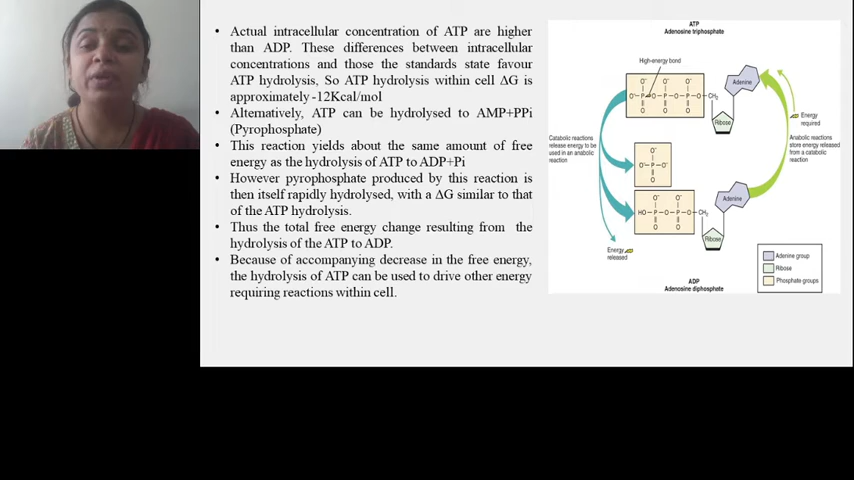 • Actual intracellular concentration of ATP are higher
than ADP. These differences between intracellular
concentrations and those the standards state favour
ATP hydrolysis, So ATP hydrolysis within cell ΔG is
approximately -12Kcal/mol
• Alternatively, ATP can be hydrolysed to AMP+PPi
(Pyrophosphate)
• This reaction yields about the same amount of free
energy as the hydrolysis of ATP to ADP+Pi
• However pyrophosphate produced by this reaction is
then itself rapidly hydrolysed, with a ΔG similar to that
of the ATP hydrolysis.
• Thus the total free energy change resulting from the
hydrolysis of the ATP to ADP.
• Because of accompanying decrease in the free energy,
the hydrolysis of ATP can be used to drive other energy
requiring reactions within cell.
ATP
Adenosine triphosphate
High-energy bond
O⁻ O⁻ O⁻
O⁻ P O P O P O CH₂
O O O
Adenine
Ribose
Energy
required
Catabolic reactions
release energy to be
used in an anabolic
reaction
Anabolic reactions
store energy released
from a catabolic
reaction
O⁻
O⁻ P O⁻
O
O⁻ O⁻
HO P O P O CH₂
O O
Adenine
Ribose
Energy
released
ADP
Adenosine diphosphate
Adenine group
Ribose
Phosphate groups